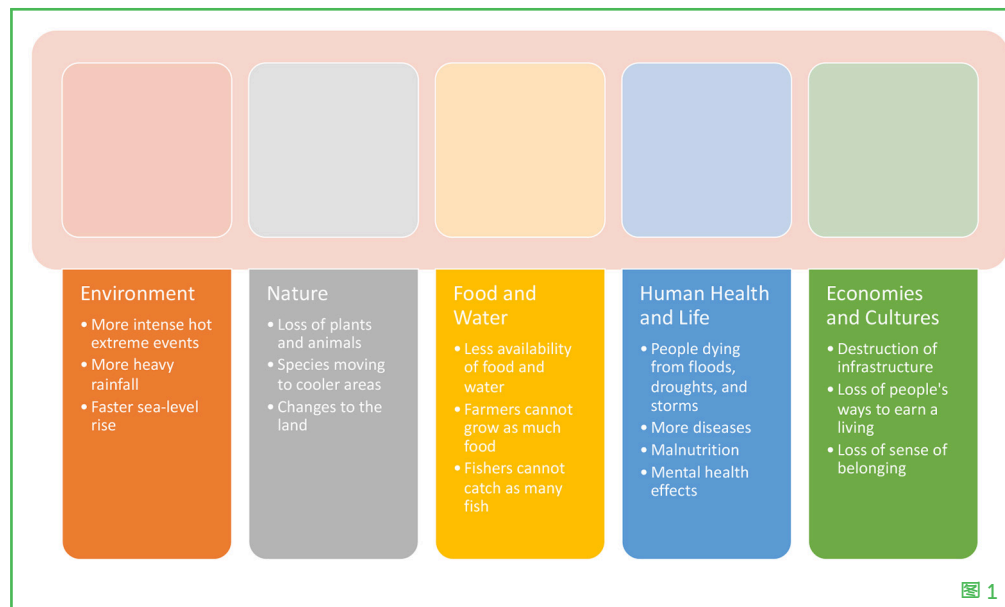 Environment
• More intense hot
extreme events
• More heavy
rainfall
• Faster sea-level
rise
Nature
• Loss of plants
and animals
• Species moving
to cooler areas
• Changes to the
land
Food and
Water
• Less availability
of food and
water
• Farmers cannot
grow as much
food
• Fishers cannot
catch as many
fish
Human Health
and Life
• People dying
from floods,
droughts, and
storms
• More diseases
• Malnutrition
• Mental health
effects
Economies
and Cultures
• Destruction of
infrastructure
• Loss of people's
ways to earn a
living
• Loss of sense of
belonging
图 1